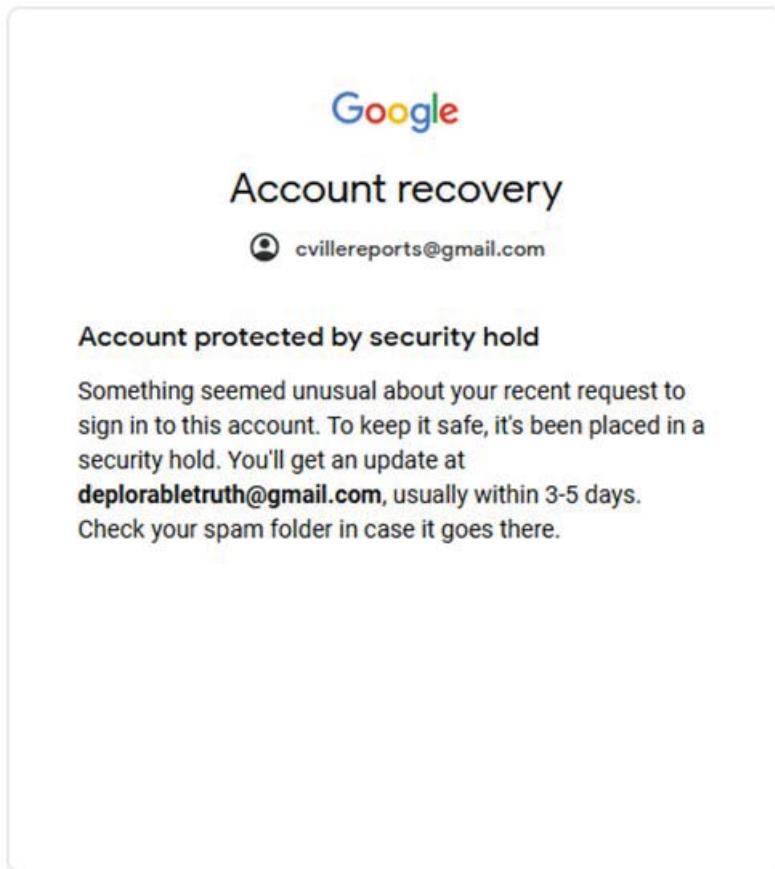 Google
Account recovery
cvillereports@gmail.com
Account protected by security hold
Something seemed unusual about your recent request to
sign in to this account. To keep it safe, it's been placed in a
security hold. You'll get an update at
deplorabletruth@gmail.com, usually within 3-5 days.
Check your spam folder in case it goes there.